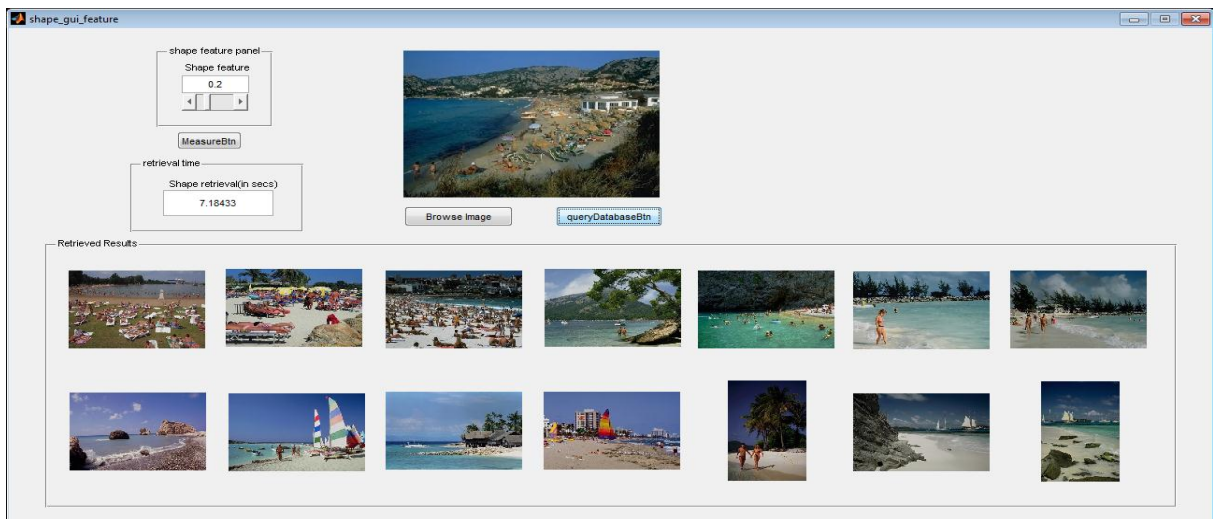 shape_gui_feature
shape feature panel
Shape feature
0.2
MeasureBtn
retrieval time
Shape retrieval(in secs)
7.18433
Browse Image
queryDatabaseBtn
Retrieved Results